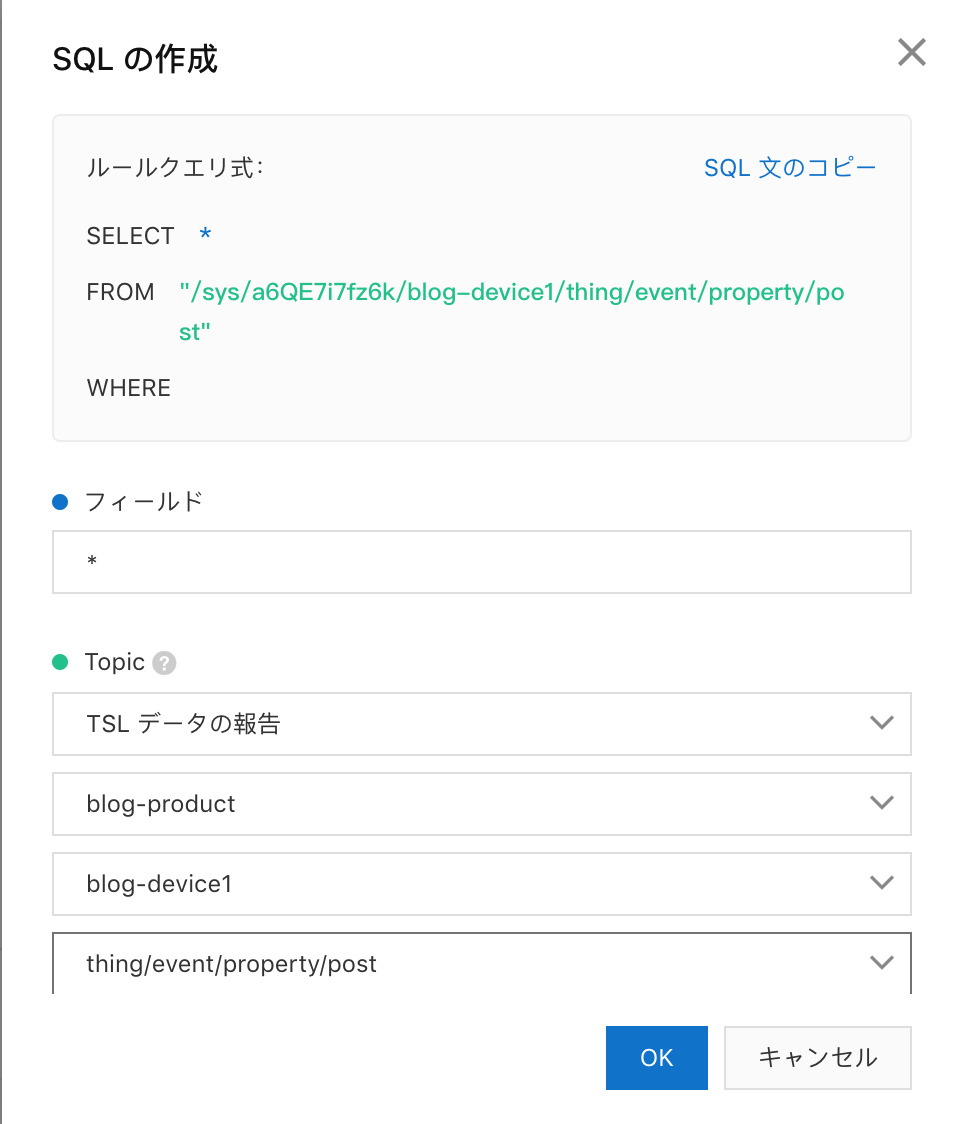 SQL の作成
ルールクエリ式:
SQL 文のコピー
SELECT *
FROM "/sys/a6QE7i7fz6k/blog-device1/thing/event/property/po
st"
WHERE
フィールド
*
Topic ?
TSL データの報告
blog-product
blog-device1
thing/event/property/post
OK キャンセル